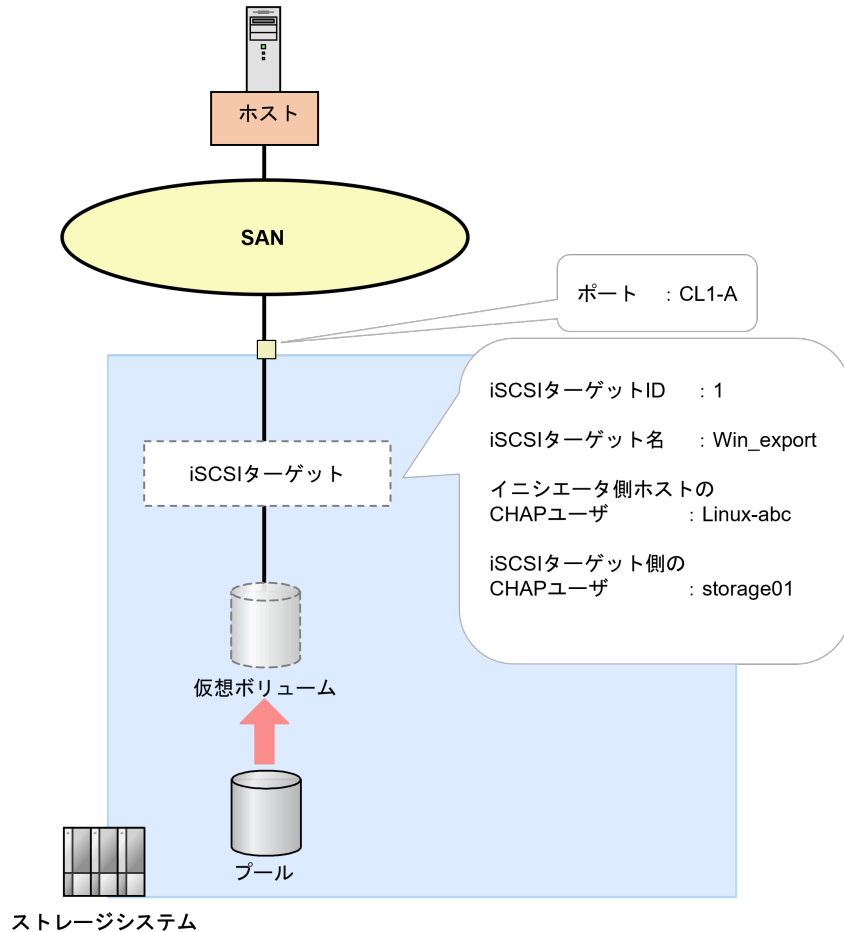 ホスト
SAN
ポート ：CL1-A
iSCSIターゲットID ：1
iSCSIターゲット名 ：Win_export
イニシエータ側ホストの
CHAPユーザ ：Linux-abc
iSCSIターゲット側の
CHAPユーザ ：storage01
iSCSIターゲット
仮想ボリューム
プール
ストレージシステム